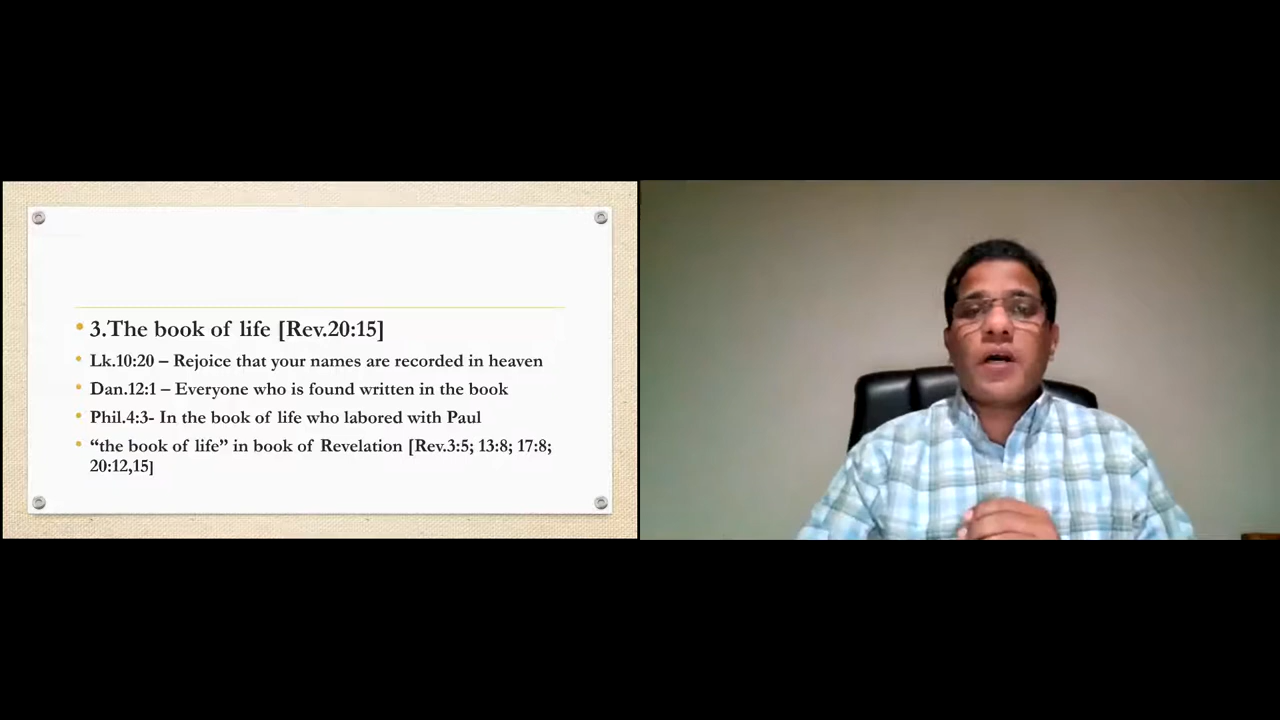 • 3.The book of life [Rev.20:15]
• Lk.10:20 – Rejoice that your names are recorded in heaven
• Dan.12:1 – Everyone who is found written in the book
• Phil.4:3- In the book of life who labored with Paul
• “the book of life” in book of Revelation [Rev.3:5; 13:8; 17:8;
20:12,15]